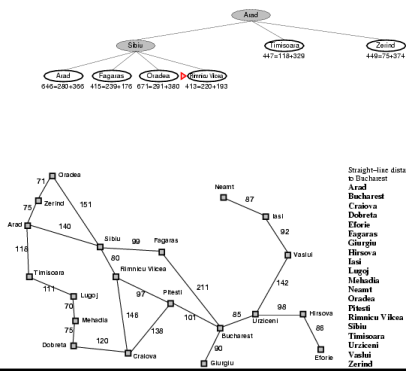 Arad
Sibiu
Timisoara
Zerind
447=118+329
449=75+374
Arad
Fagaras
Oradea
Rimnicu Vilcea
646=280+366
415=239+176
671=291+380
413=220+193
Straight-line dista
to Bucharest
Arad
Bucharest
Craiova
Dobreta
Eforie
Fagaras
Giurgiu
Hirsova
Iasi
Lugoj
Mehadia
Neamt
Oradea
Pitesti
Rimnicu Vilcea
Sibiu
Timisoara
Urziceni
Vaslui
Zerind
Oradea
71
Neamt
87
Zerind
151
75
Iasi
Arad
140
92
Sibiu
99
Fagaras
118
80
Vaslui
Timisoara
Rimnicu Vilcea
111
Lugoj
97
Pitesti
211
142
70
98
Hirsova
Mehadia
146
101
85
Urziceni
75
138
86
Bucharest
Dobreta
120
90
Craiova
Eforie
Giurgiu